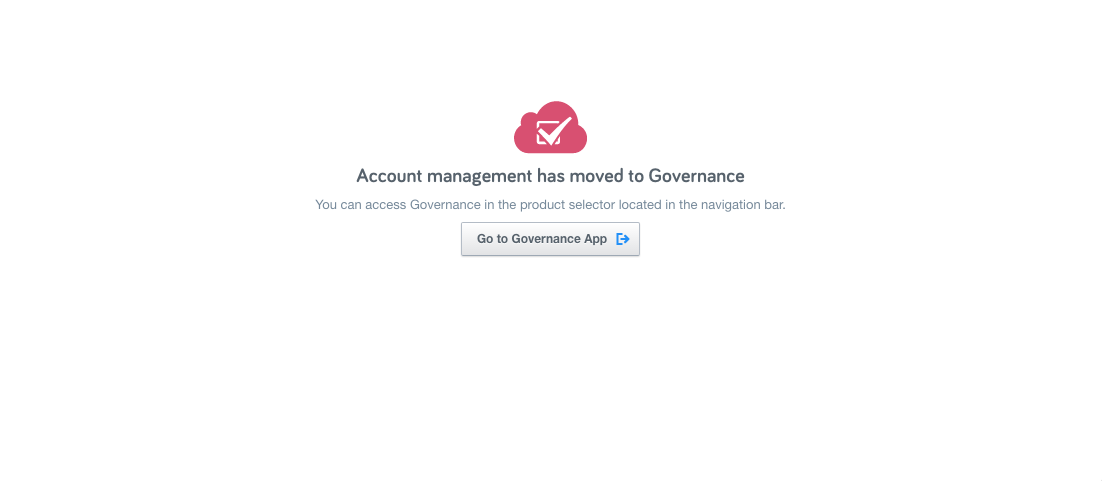 Account management has moved to Governance
You can access Governance in the product selector located in the navigation bar.
Go to Governance App